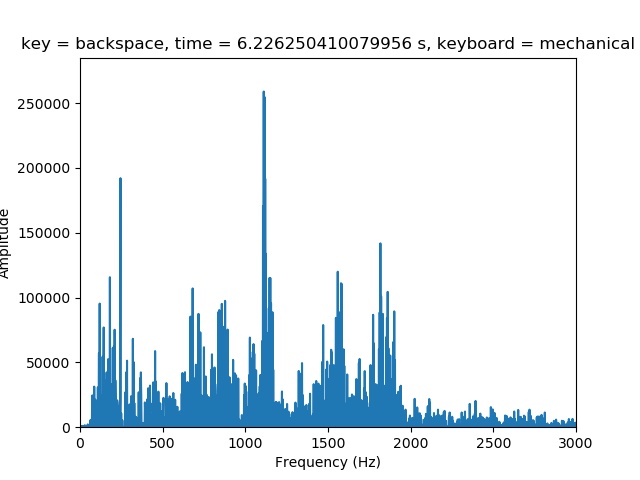 key = backspace, time = 6.226250410079956 s, keyboard = mechanical
250000
200000
150000
100000
50000
0
Amplitude
0 500 1000 1500 2000 2500 3000
Frequency (Hz)